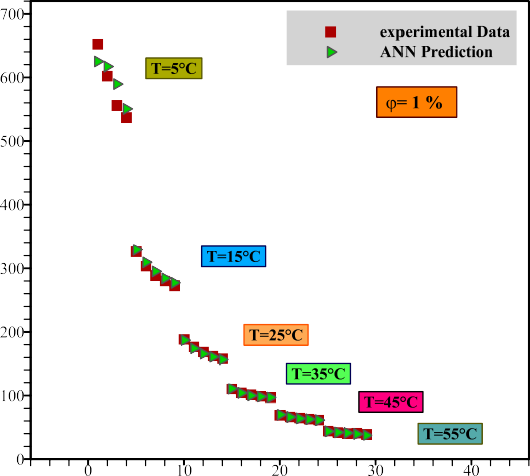 720
experimental Data
ANN Prediction
T=5°C
600
φ= 1 %
500
400
300
T=15°C
200
T=25°C
T=35°C
100
T=45°C
T=55°C
0
0 10 20 30 40